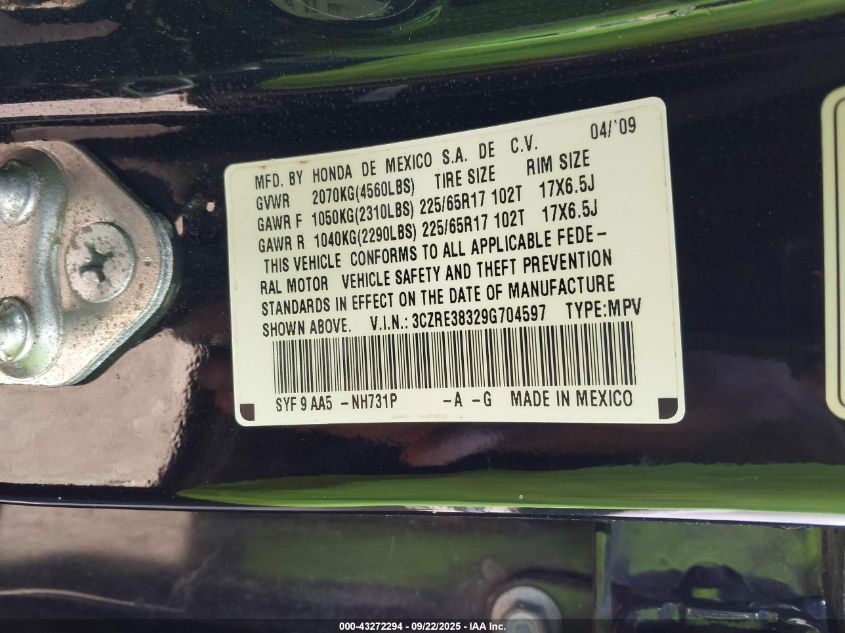 MFD. BY HONDA DE MEXICO S.A. DE C.V. 04/'09
GVWR 2070KG(4560LBS) TIRE SIZE RIM SIZE
GAWR F 1050KG(2310LBS) 225/65R17 102T 17X6.5J
GAWR R 1040KG(2290LBS) 225/65R17 102T 17X6.5J
THIS VEHICLE CONFORMS TO ALL APPLICABLE FEDE-
RAL MOTOR VEHICLE SAFETY AND THEFT PREVENTION
STANDARDS IN EFFECT ON THE DATE OF MANUFACTURE
SHOWN ABOVE. V.I.N.: 3CZRE38329G704597 TYPE:MPV
SYF 9 AA5 -NH731P -A -G MADE IN MEXICO
000-43272294 - 09/22/2025 - IAA Inc.